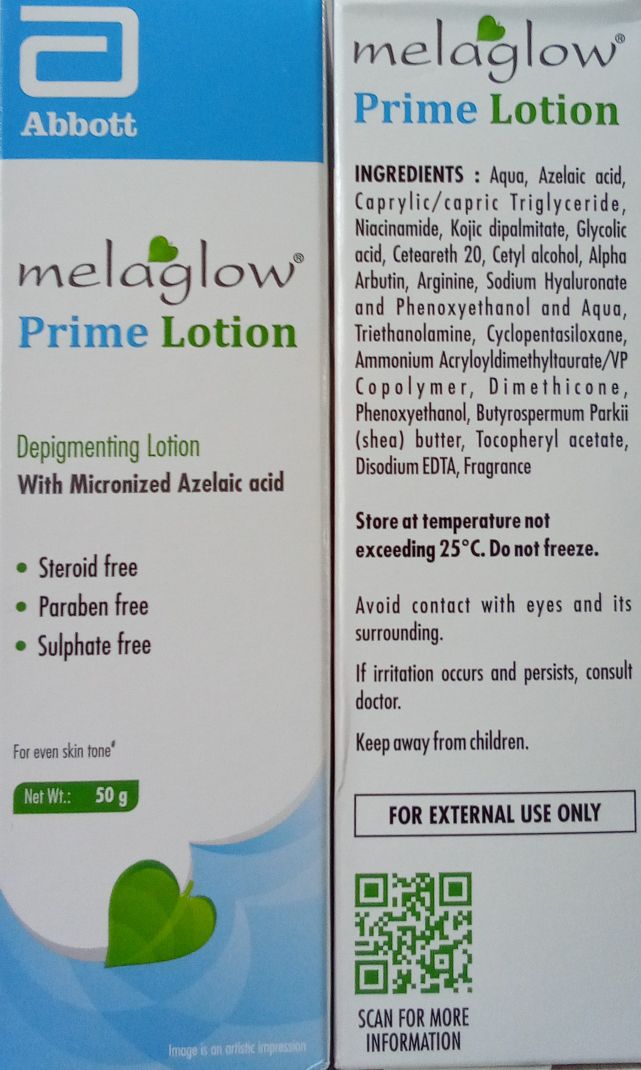 Abbott
melaglow®
Prime Lotion
Depigmenting Lotion
With Micronized Azelaic acid
• Steroid free
• Paraben free
• Sulphate free
For even skin tone#
Net Wt.: 50 g
Image is an artistic impression
melaglow®
Prime Lotion
INGREDIENTS : Aqua, Azelaic acid,
Caprylic/capric Triglyceride,
Niacinamide, Kojic dipalmitate, Glycolic
acid, Ceteareth 20, Cetyl alcohol, Alpha
Arbutin, Arginine, Sodium Hyaluronate
and Phenoxyethanol and Aqua,
Triethanolamine, Cyclopentasiloxane,
Ammonium Acryloyldimethyltaurate/VP
Copolymer, Dimethicone,
Phenoxyethanol, Butyrospermum Parkii
(shea) butter, Tocopheryl acetate,
Disodium EDTA, Fragrance
Store at temperature not
exceeding 25°C. Do not freeze.
Avoid contact with eyes and its
surrounding.
If irritation occurs and persists, consult
doctor.
Keep away from children.
FOR EXTERNAL USE ONLY
SCAN FOR MORE
INFORMATION